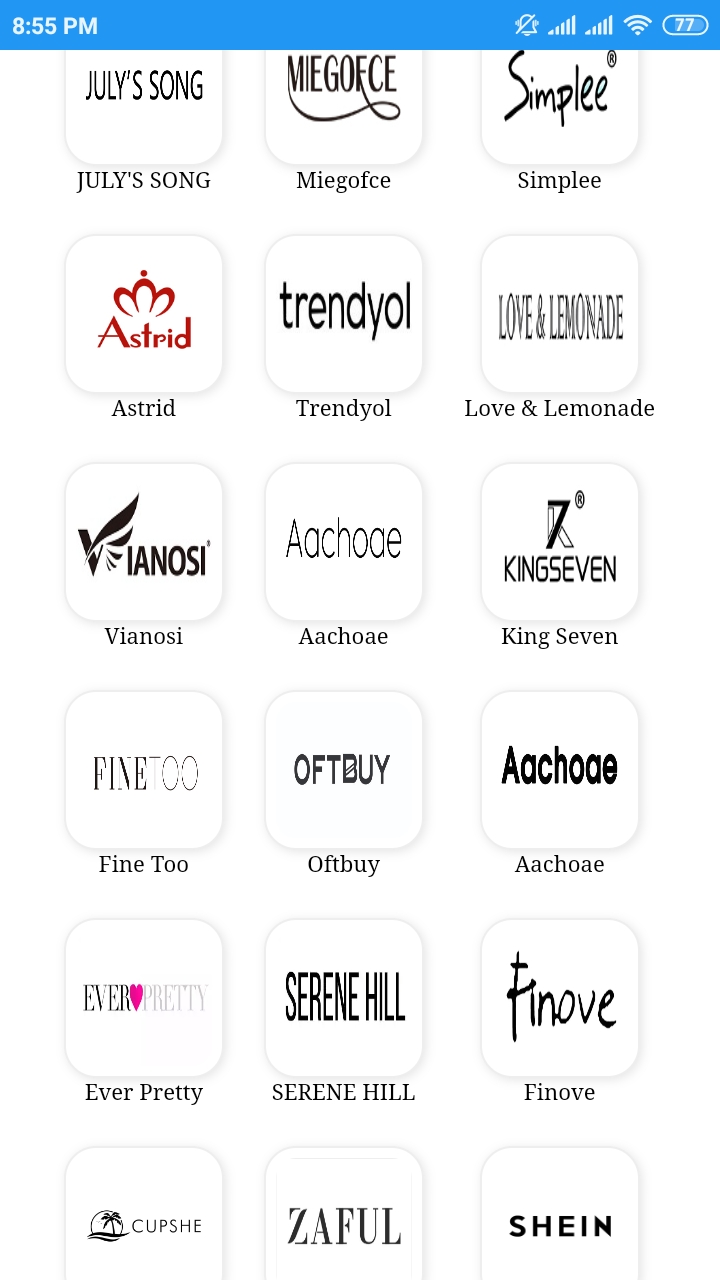 8:55 PM 77
JULY'S SONG MIEGOFCE Simplee®
JULY'S SONG Miegofce Simplee
Astrid trendyol LOVE & LEMONADE
Astrid Trendyol Love & Lemonade
VIANOSI® Aachoae K7®
KINGSEVEN
Vianosi Aachoae King Seven
FINETOO OFTBUY Aachoae
Fine Too Oftbuy Aachoae
EVER PRETTY SERENE HILL Finove
Ever Pretty SERENE HILL Finove
CUPSHE ZAFUL SHEIN